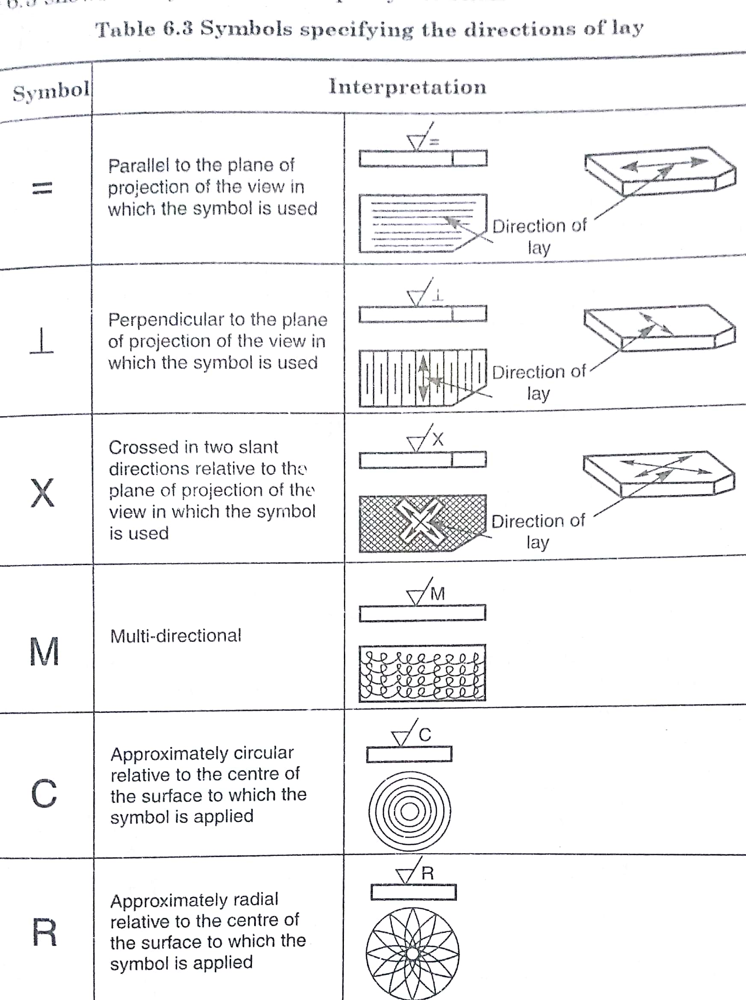 Table 6.3 Symbols specifying the directions of lay
Symbol
Interpretation
=
Parallel to the plane of
projection of the view in
which the symbol is used
=
Direction of
lay
⊥
Perpendicular to the plane
of projection of the view in
which the symbol is used
⊥
Direction of
lay
X
Crossed in two slant
directions relative to the
plane of projection of the
view in which the symbol
is used
X
Direction of
lay
M
Multi-directional
M
C
Approximately circular
relative to the centre of
the surface to which the
symbol is applied
C
R
Approximately radial
relative to the centre of
the surface to which the
symbol is applied
R